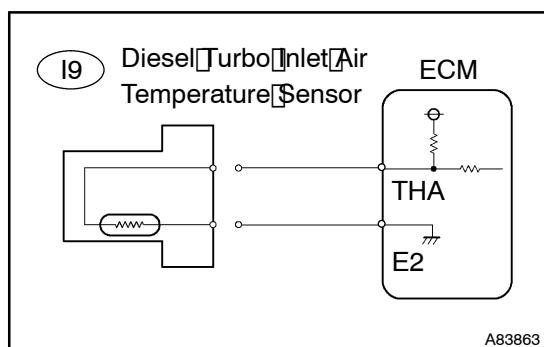 I9
Diesel Turbo Inlet Air
Temperature Sensor
ECM
THA
E2
A83863